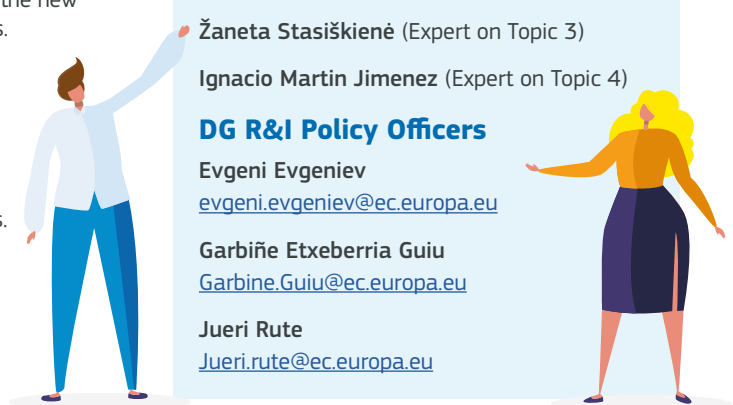 the new
s.
s.
Žaneta Stasiškienė (Expert on Topic 3)
Ignacio Martin Jimenez (Expert on Topic 4)
DG R&I Policy Officers
Evgeni Evgeniev
evgeni.evgeniev@ec.europa.eu
Garbiñe Etxeberria Guiu
Garbine.Guiu@ec.europa.eu
Jueri Rute
Jueri.rute@ec.europa.eu